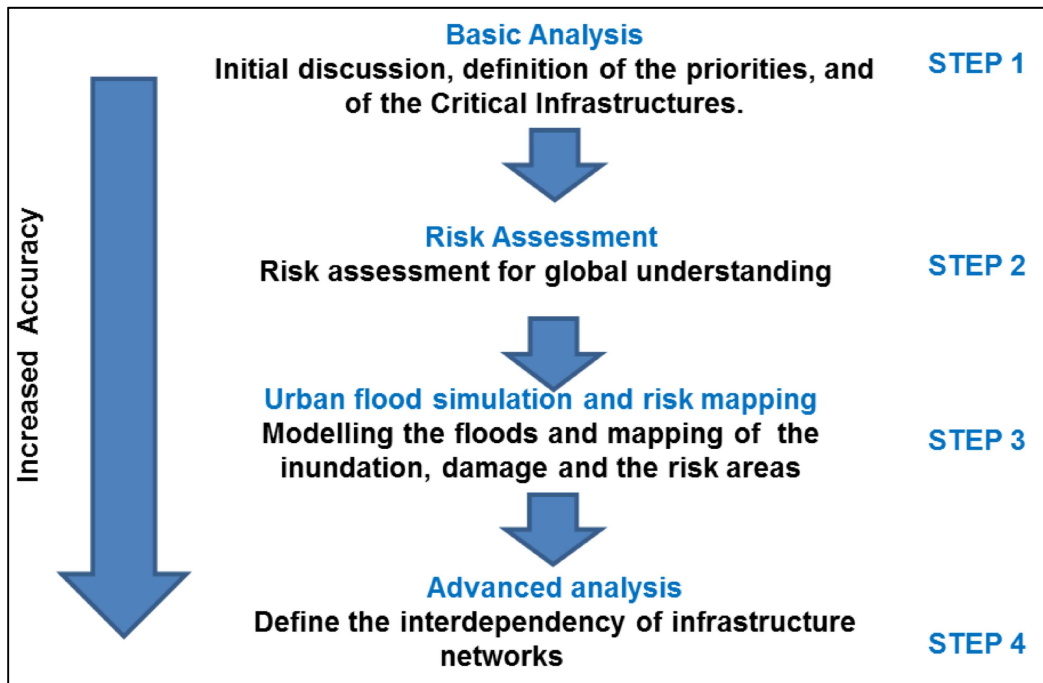 Basic Analysis
Initial discussion, definition of the priorities, and
of the Critical Infrastructures.
STEP 1
Risk Assessment
Risk assessment for global understanding
STEP 2
Urban flood simulation and risk mapping
Modelling the floods and mapping of the
inundation, damage and the risk areas
STEP 3
Advanced analysis
Define the interdependency of infrastructure
networks
STEP 4
Increased Accuracy